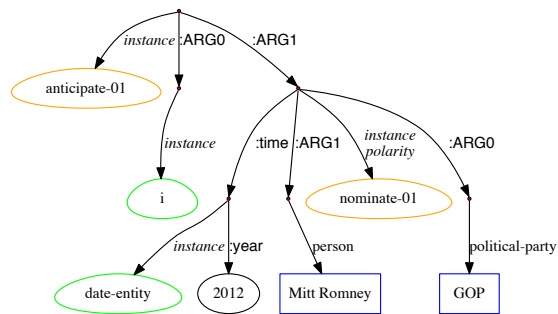 instance :ARG0 :ARG1
anticipate-01
instance :time :ARG1 instance :ARG0
polarity
i nominate-01
instance :year person political-party
date-entity 2012 Mitt Romney GOP